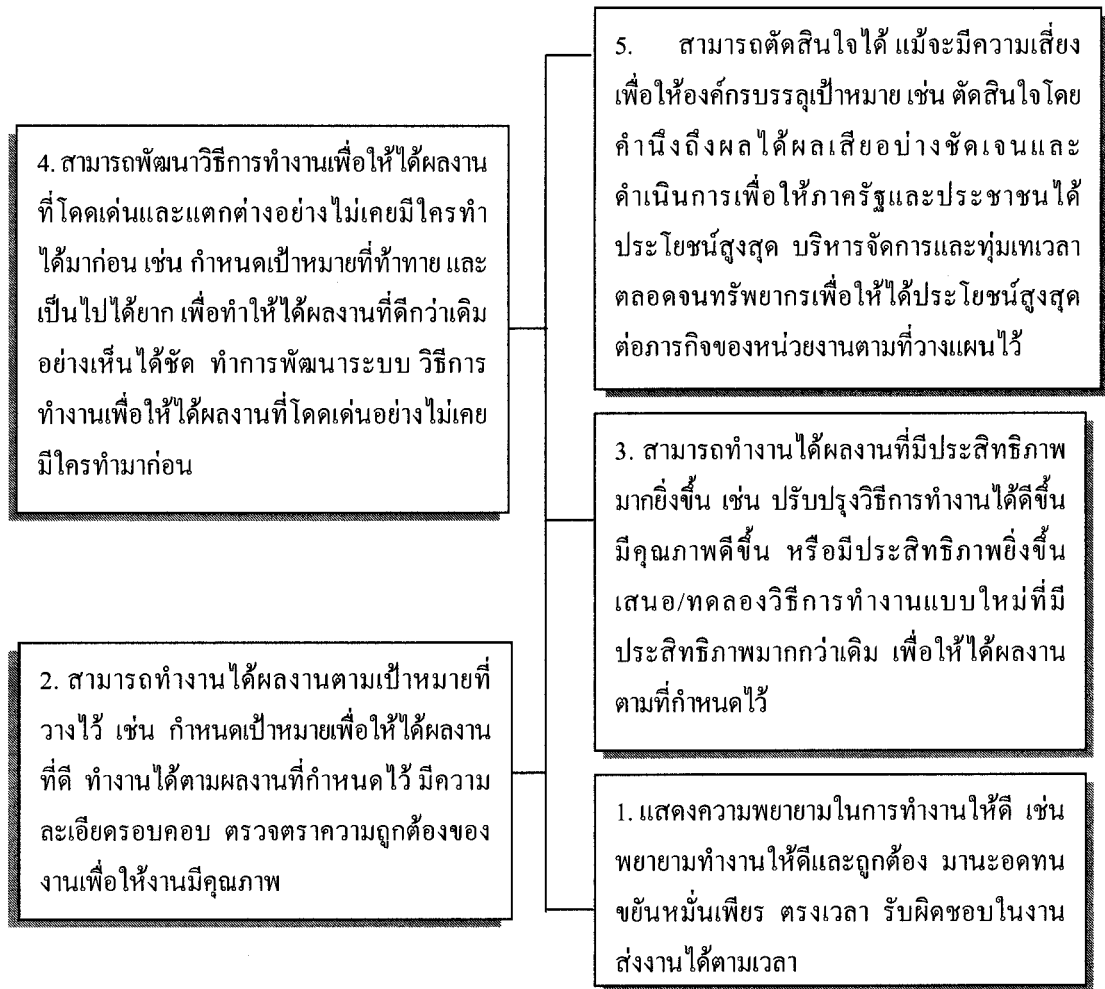 5. สามารถตัดสินใจได้ แม้จะมีความเสี่ยง
เพื่อให้องค์กรบรรลุเป้าหมาย เช่น ตัดสินใจโดย
คำนึงถึงผลได้ผลเสียอบ่างชัดเจนและ
ดำเนินการเพื่อให้ภาครัฐและประชาชนได้
ประโยชน์สูงสุด บริหารจัดการและทุ่มเทเวลา
ตลอดจนทรัพยากรเพื่อให้ได้ประโยชน์สูงสุด
ต่อภารกิจของหน่วยงานตามที่วางแผนไว้
4. สามารถพัฒนาวิธีการทำงานเพื่อให้ได้ผลงาน
ที่โดดเด่นและแตกต่างอย่างไม่เคยมีใครทำ
ได้มาก่อน เช่น กำหนดเป้าหมายที่ท้าทาย และ
เป็นไปได้ยาก เพื่อทำให้ได้ผลงานที่ดีกว่าเดิม
อย่างเห็นได้ชัด ทำการพัฒนาระบบ วิธีการ
ทำงานเพื่อให้ได้ผลงานที่โดดเด่นอย่างไม่เคย
มีใครทำมาก่อน
3. สามารถทำงานได้ผลงานที่มีประสิทธิภาพ
มากยิ่งขึ้น เช่น ปรับปรุงวิธีการทำงานได้ดีขึ้น
มีคุณภาพดีขึ้น หรือมีประสิทธิภาพยิ่งขึ้น
เสนอ/ทดลองวิธีการทำงานแบบใหม่ที่มี
ประสิทธิภาพมากกว่าเดิม เพื่อให้ได้ผลงาน
ตามที่กำหนดไว้
2. สามารถทำงานได้ผลงานตามเป้าหมายที่
วางไว้ เช่น กำหนดเป้าหมายเพื่อให้ได้ผลงาน
ที่ดี ทำงานได้ตามผลงานที่กำหนดไว้ มีความ
ละเอียดรอบคอบ ตรวจตราความถูกต้องของ
งานเพื่อให้งานมีคุณภาพ
1. แสดงความพยายามในการทำงานให้ดี เช่น
พยายามทำงานให้ดีและถูกต้อง มานะอดทน
ขยันหมั่นเพียร ตรงเวลา รับผิดชอบในงาน
ส่งงานได้ตามเวลา